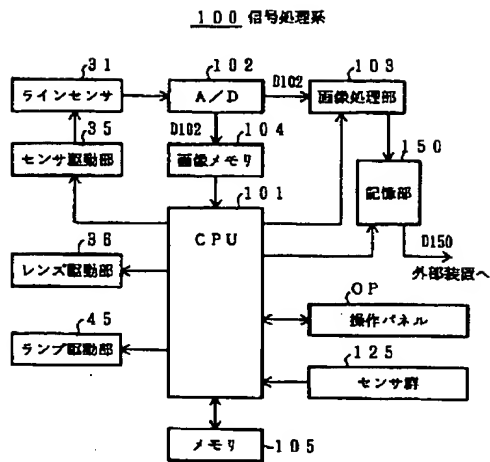 100 信号処理系
31
102
103
ラインセンサ
A/D
D102
画像処理部
35
D102
104
150
センサ駆動部
画像メモリ
記憶部
101
CPU
D150
外部装置へ
36
レンズ駆動部
OP
操作パネル
45
ランプ駆動部
125
センサ群
メモリ
105